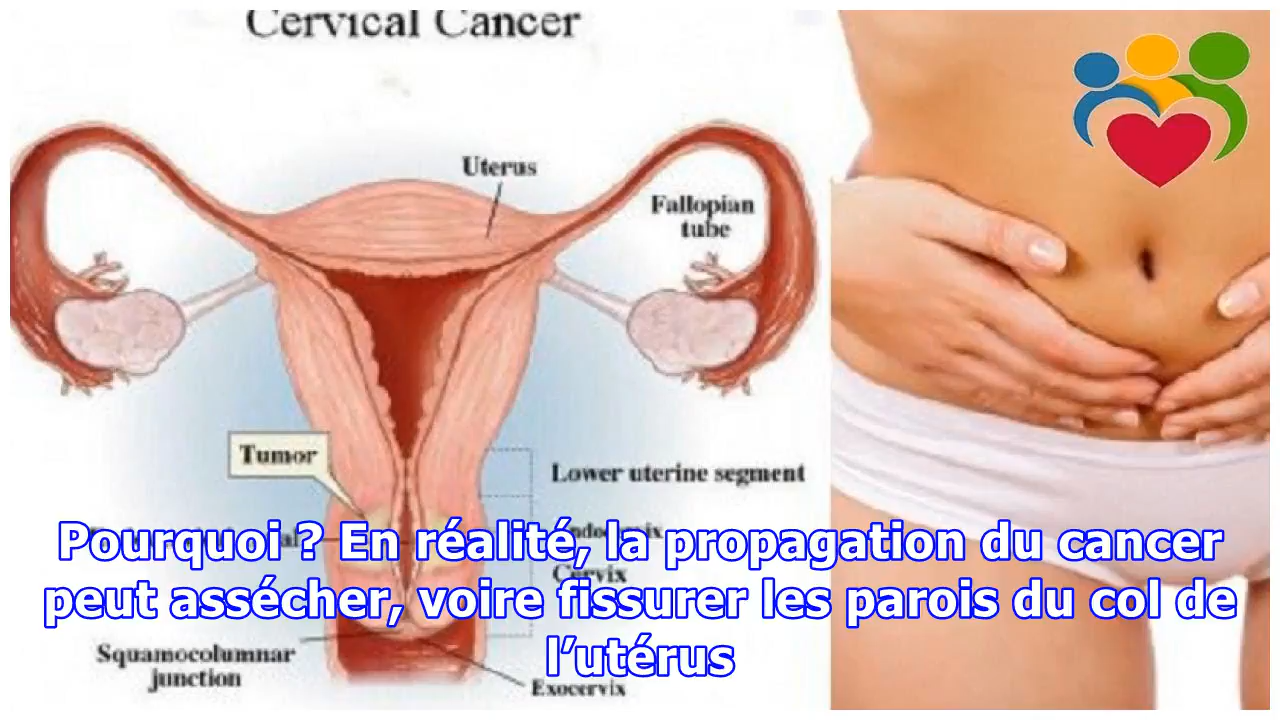 Cervical Cancer
Uterus
Fallopian
tube
Tumor
Lower uterine segment
Pourquoi ? En réalité, la propagation du cancer
peut assécher, voire fissurer les parois du col de
l’utérus
Cervix
Squamocolumnar
junction
Exocervix